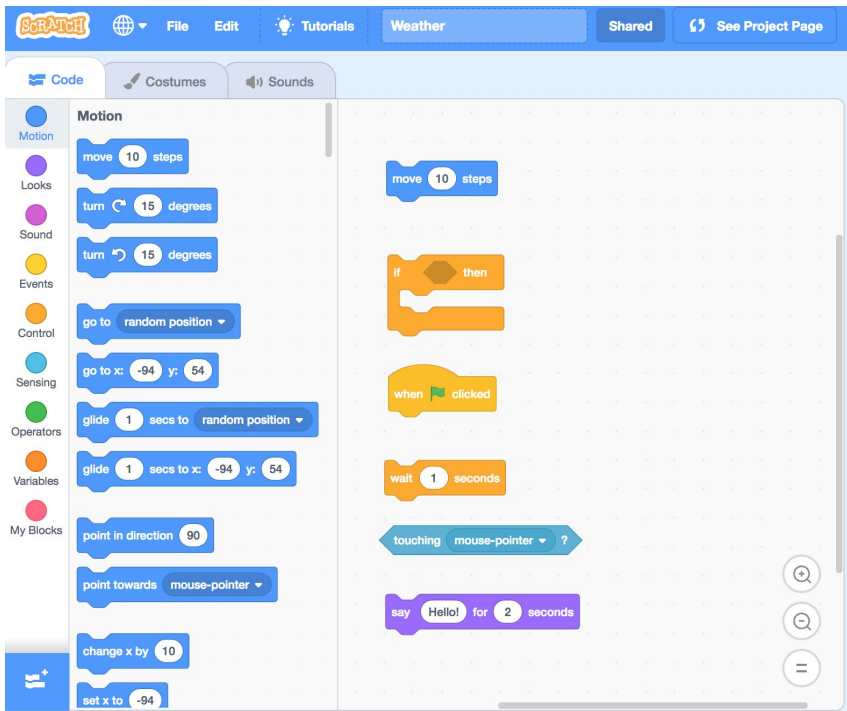 SCRATCH File Edit Tutorials Weather Shared See Project Page
Code Costumes Sounds
Motion
Looks
Sound
Events
Control
Sensing
Operators
Variables
My Blocks
Motion
move 10 steps
turn 15 degrees
turn 15 degrees
go to random position
go to x: -94 y: 54
glide 1 secs to random position
glide 1 secs to x: -94 y: 54
point in direction 90
point towards mouse-pointer
change x by 10
set x to -94
move 10 steps
if then
when clicked
wait 1 seconds
touching mouse-pointer ?
say Hello! for 2 seconds